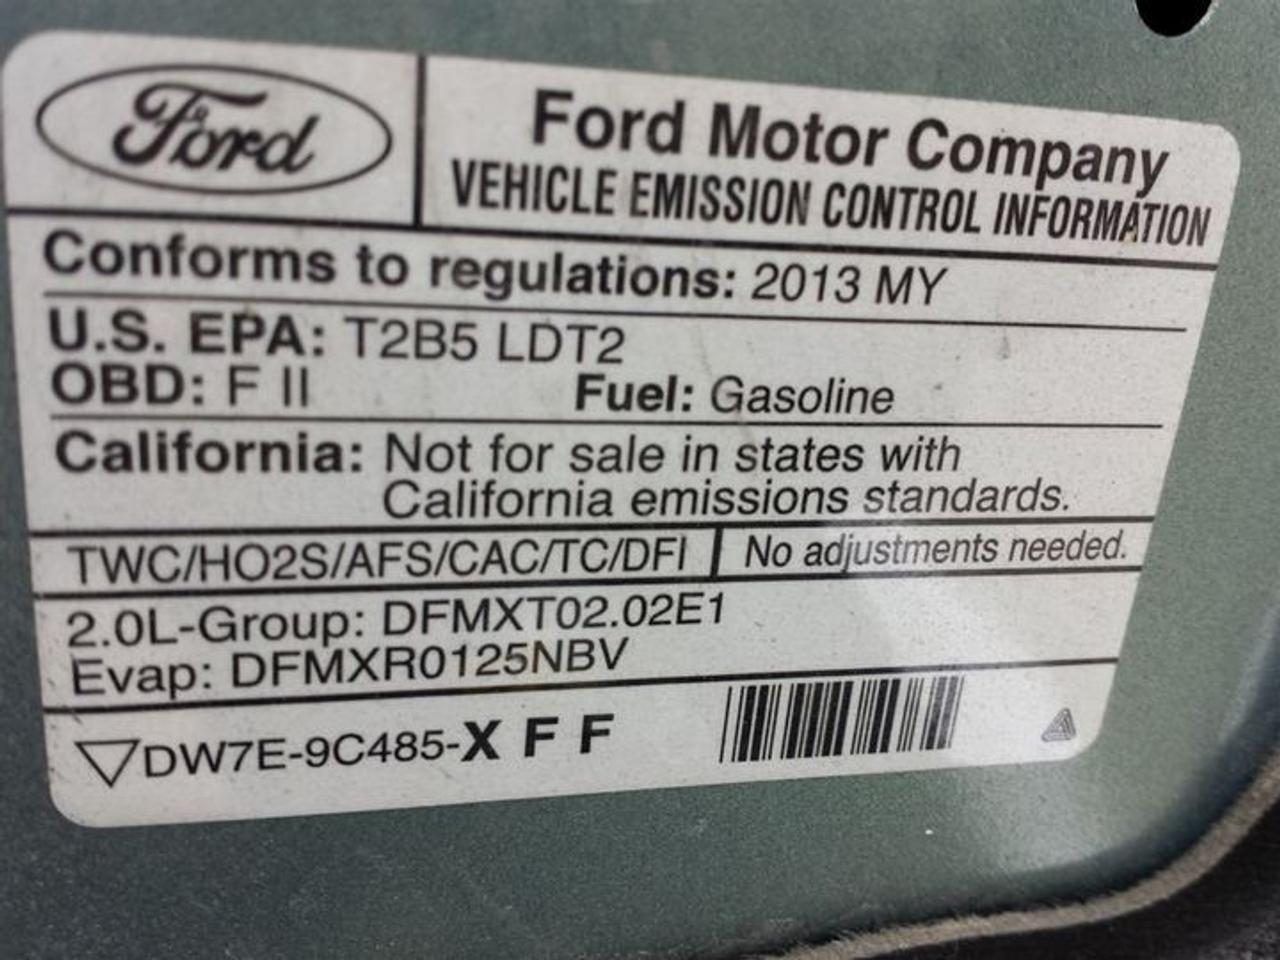 Ford
Ford Motor Company
VEHICLE EMISSION CONTROL INFORMATION
Conforms to regulations: 2013 MY
U.S. EPA: T2B5 LDT2
OBD: F II Fuel: Gasoline
California: Not for sale in states with
California emissions standards.
TWC/HO2S/AFS/CAC/TC/DFI No adjustments needed.
2.0L-Group: DFMXT02.02E1
Evap: DFMXR0125NBV
DW7E-9C485-X F F